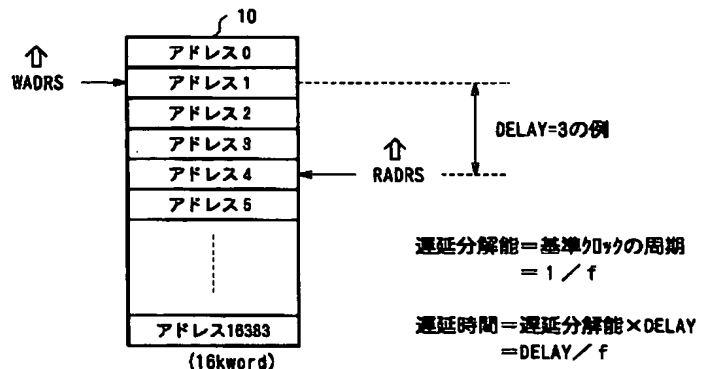 10
アドレス0
WADRS
アドレス1
アドレス2
DELAY=3の例
アドレス3
アドレス4
RADRS
アドレス5
遅延分解能=基準クロックの周期
=1/f
アドレス16383
遅延時間=遅延分解能×DELAY
=DELAY/f
(16kword)